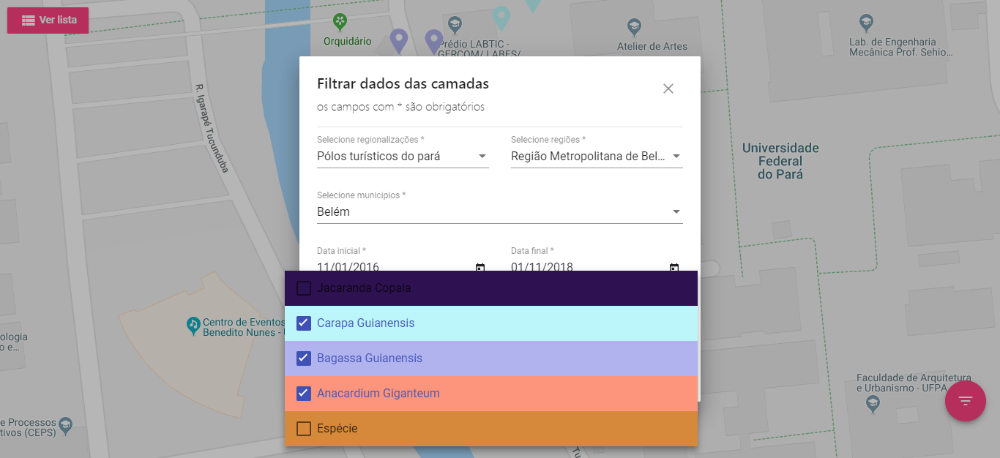 Ver lista
Orquidário
Prédio LABTIC -
GERCOM/ LABES/
Atelier de Artes
Lab. de Engenharia
Mecânica Prof. Sehio...
R. Igarapé Tucunduba
Filtrar dados das camadas
os campos com * são obrigatórios
Selecione regionalizações *
Pólos turísticos do pará
Selecione regiões *
Região Metropolitana de Bel...
Universidade
Federal
do Pará
Selecione municipios *
Belém
Data inicial *
11/01/2016
Data final *
01/11/2018
Jacaranda Copaia
Carapa Guianensis
Bagassa Guianensis
Anacardium Giganteum
Espécie
Centro de Eventos
Benedito Nunes -
ologia
o e...
Faculdade de Arquitetura
e Urbanismo - UFPA
e Processos
tivos (CEPS)
Tu